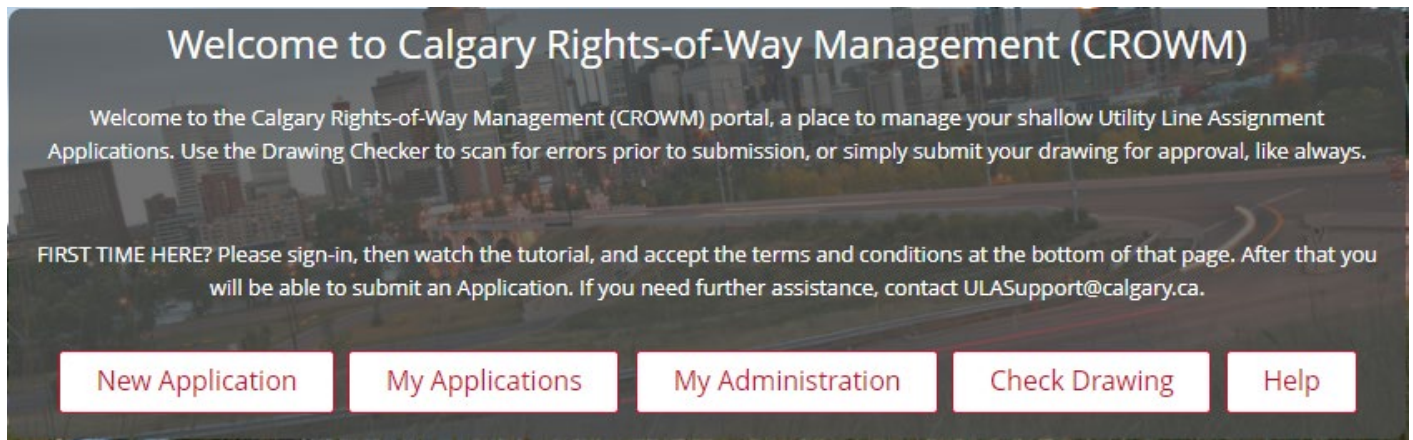 Welcome to Calgary Rights-of-Way Management (CROWM)
Welcome to the Calgary Rights-of-Way Management (CROWM) portal, a place to manage your shallow Utility Line Assignment
Applications. Use the Drawing Checker to scan for errors prior to submission, or simply submit your drawing for approval, like always.
FIRST TIME HERE? Please sign-in, then watch the tutorial, and accept the terms and conditions at the bottom of that page. After that you
will be able to submit an Application. If you need further assistance, contact ULASupport@calgary.ca.
New Application My Applications My Administration Check Drawing Help